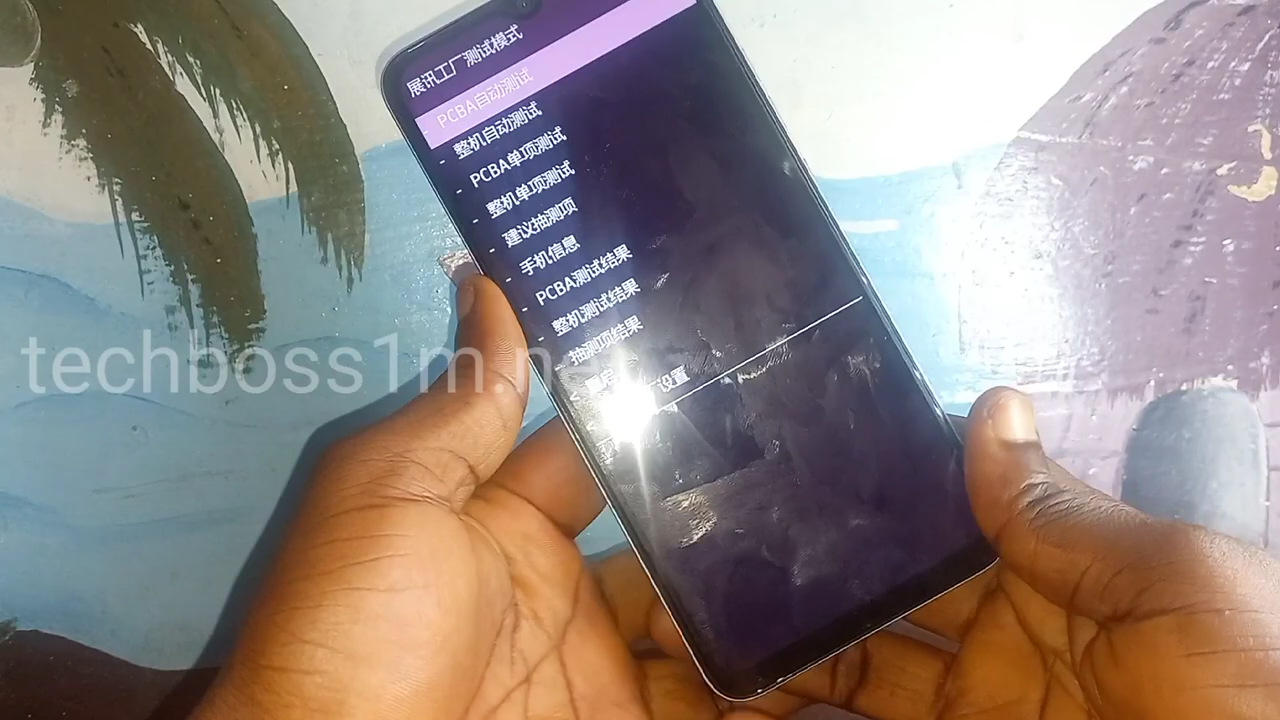 展讯工厂测试模式
- PCBA自动测试
- 整机自动测试
- PCBA单项测试
- 整机单项测试
- 建议抽测项
- 手机信息
- PCBA测试结果
- 整机测试结果
- 抽测项结果
设置
techboss1m.ne